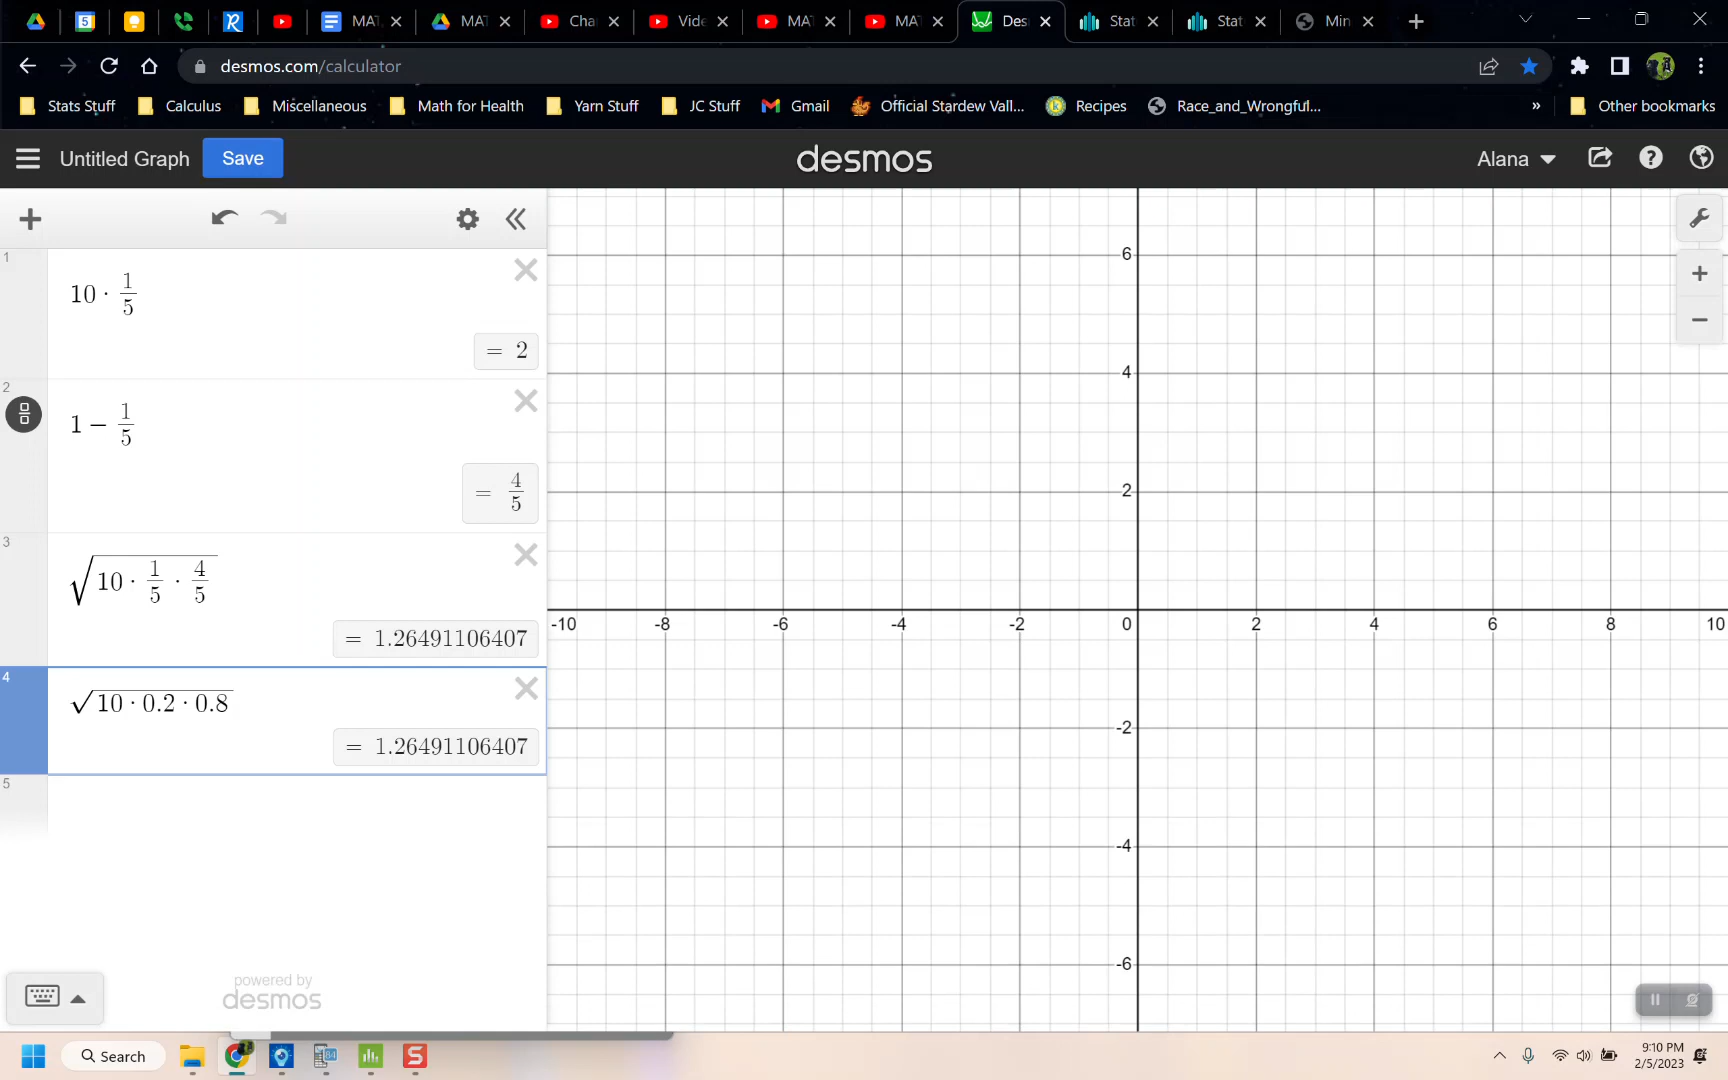 MAT
MAT
Cha
Vide
MA
MA
Des
Stat
Stat
Min
desmos.com/calculator
Stats Stuff
Calculus
Miscellaneous
Math for Health
Yarn Stuff
JC Stuff
Gmail
Official Stardew Vall...
Recipes
Race_and_Wrongful...
»
Other bookmarks
Untitled Graph
Save
desmos
Alana
1
10 · 1/5
= 2
2
1 − 1/5
= 4/5
3
√(10 · 1/5 · 4/5)
= 1.26491106407
4
√(10 · 0.2 · 0.8)
= 1.26491106407
5
powered by
desmos
6
4
2
-10 -8 -6 -4 -2 0 2 4 6 8 10
-2
-4
-6
Search
9:10 PM
2/5/2023